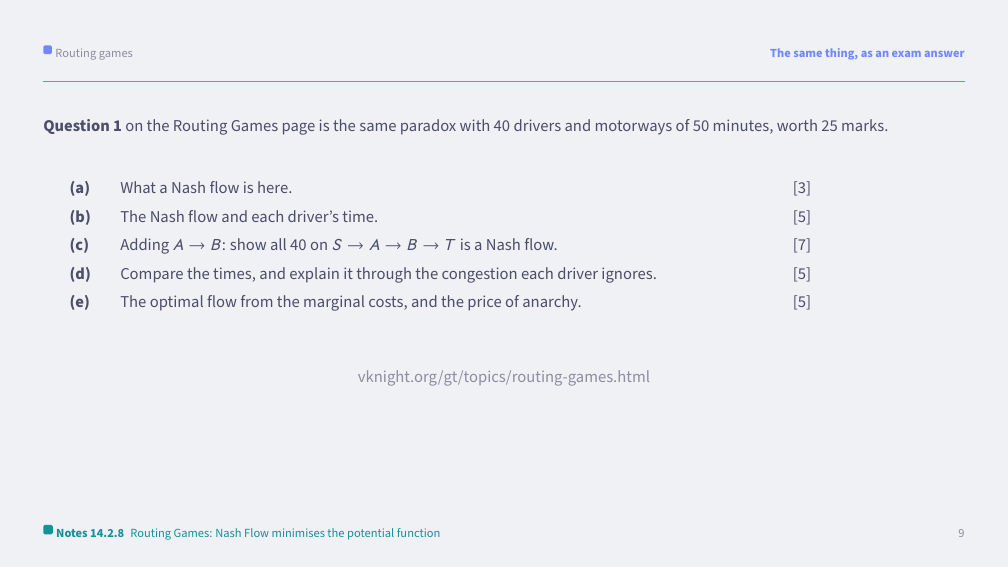 Routing games
The same thing, as an exam answer
Question 1 on the Routing Games page is the same paradox with 40 drivers and motorways of 50 minutes, worth 25 marks.
(a) What a Nash flow is here. [3]
(b) The Nash flow and each driver’s time. [5]
(c) Adding A → B: show all 40 on S → A → B → T is a Nash flow. [7]
(d) Compare the times, and explain it through the congestion each driver ignores. [5]
(e) The optimal flow from the marginal costs, and the price of anarchy. [5]
vknight.org/gt/topics/routing-games.html
Notes 14.2.8 Routing Games: Nash Flow minimises the potential function
9